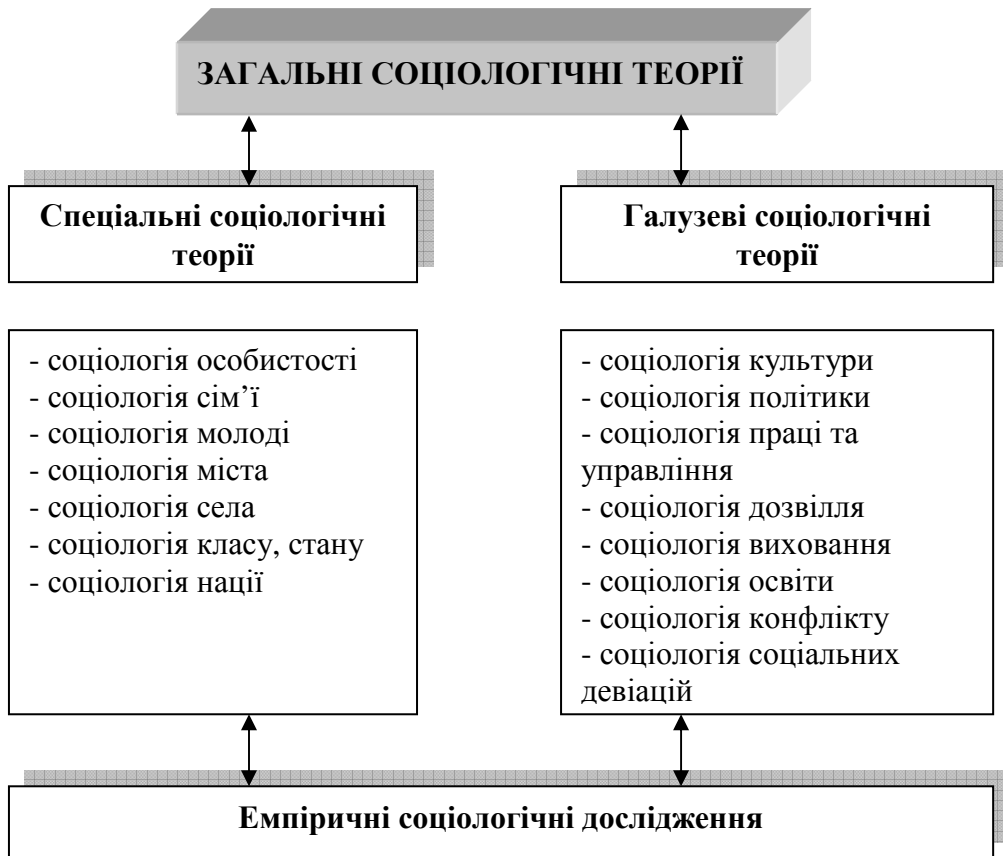 ЗАГАЛЬНІ СОЦІОЛОГІЧНІ ТЕОРІЇ
Спеціальні соціологічні
теорії
Галузеві соціологічні
теорії
- соціологія особистості
- соціологія сім’ї
- соціологія молоді
- соціологія міста
- соціологія села
- соціологія класу, стану
- соціологія нації
- соціологія культури
- соціологія політики
- соціологія праці та
управління
- соціологія дозвілля
- соціологія виховання
- соціологія освіти
- соціологія конфлікту
- соціологія соціальних
девіацій
Емпіричні соціологічні дослідження